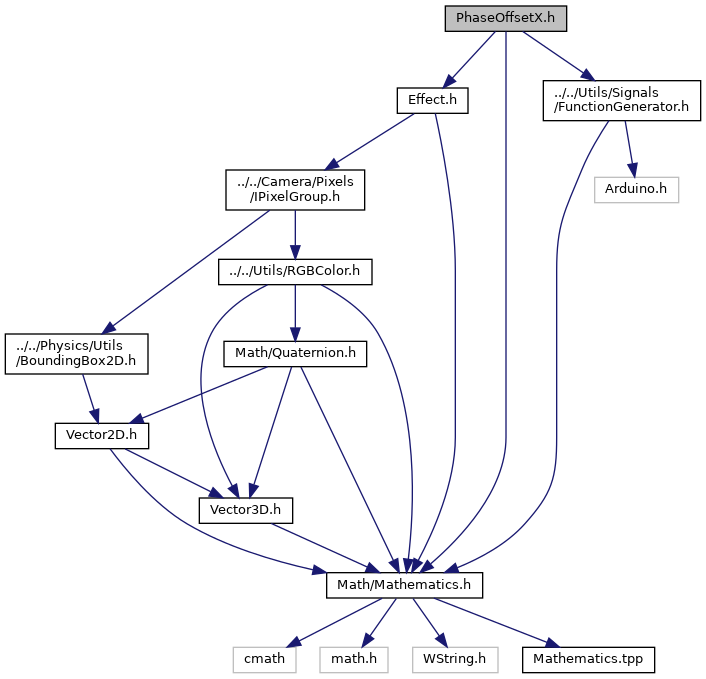 PhaseOffsetX.h
Effect.h
../../Utils/Signals
/FunctionGenerator.h
../../Camera/Pixels
/IPixelGroup.h
Arduino.h
../../Utils/RGBColor.h
../../Physics/Utils
/BoundingBox2D.h
Math/Quaternion.h
Vector2D.h
Vector3D.h
Math/Mathematics.h
cmath
math.h
WString.h
Mathematics.tpp